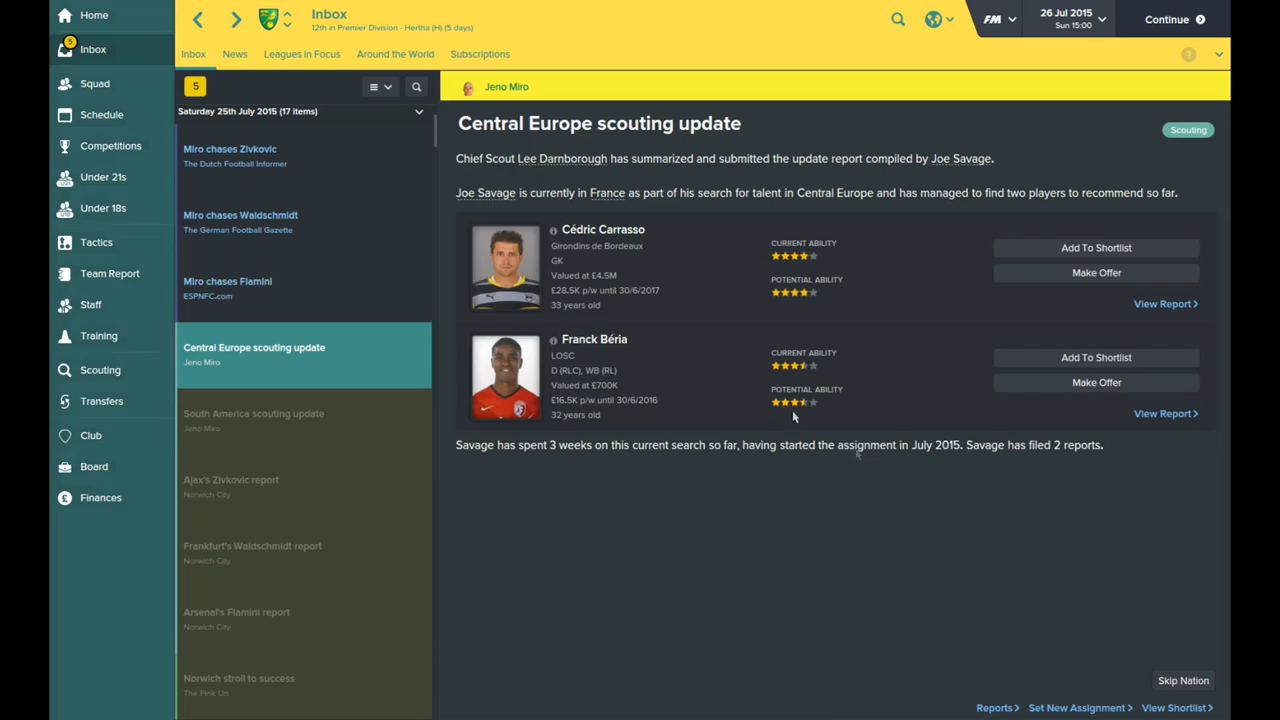 Home
5
Inbox
Squad
Schedule
Competitions
U21s
Under 21s
U18s
Under 18s
Tactics
Team Report
Staff
Training
Scouting
Transfers
Club
Board
£
Finances
Inbox
12th in Premier Division - Hertha (H) (5 days)
FM
26 Jul 2015
Sun 15:00
Continue
Inbox
News
Leagues in Focus
Around the World
Subscriptions
?
5
Saturday 25th July 2015 (17 items)
Miro chases Zivkovic
The Dutch Football Informer
Miro chases Waldschmidt
The German Football Gazette
Miro chases Flamini
ESPNFC.com
Central Europe scouting update
Jeno Miro
South America scouting update
Jeno Miro
Ajax's Zivkovic report
Norwich City
Frankfurt's Waldschmidt report
Norwich City
Arsenal's Flamini report
Norwich City
Norwich stroll to success
The Pink Un
Jeno Miro
Central Europe scouting update
Scouting
Chief Scout Lee Darnborough has summarized and submitted the update report compiled by Joe Savage.
Joe Savage is currently in France as part of his search for talent in Central Europe and has managed to find two players to recommend so far.
Cédric Carrasso
Girondins de Bordeaux
GK
Valued at £4.5M
£28.5K p/w until 30/6/2017
33 years old
CURRENT ABILITY
POTENTIAL ABILITY
Add To Shortlist
Make Offer
View Report
Franck Béria
LOSC
D (RLC), WB (RL)
Valued at £700K
£16.5K p/w until 30/6/2016
32 years old
CURRENT ABILITY
POTENTIAL ABILITY
Add To Shortlist
Make Offer
View Report
Savage has spent 3 weeks on this current search so far, having started the assignment in July 2015. Savage has filed 2 reports.
Skip Nation
Reports
Set New Assignment
View Shortlist